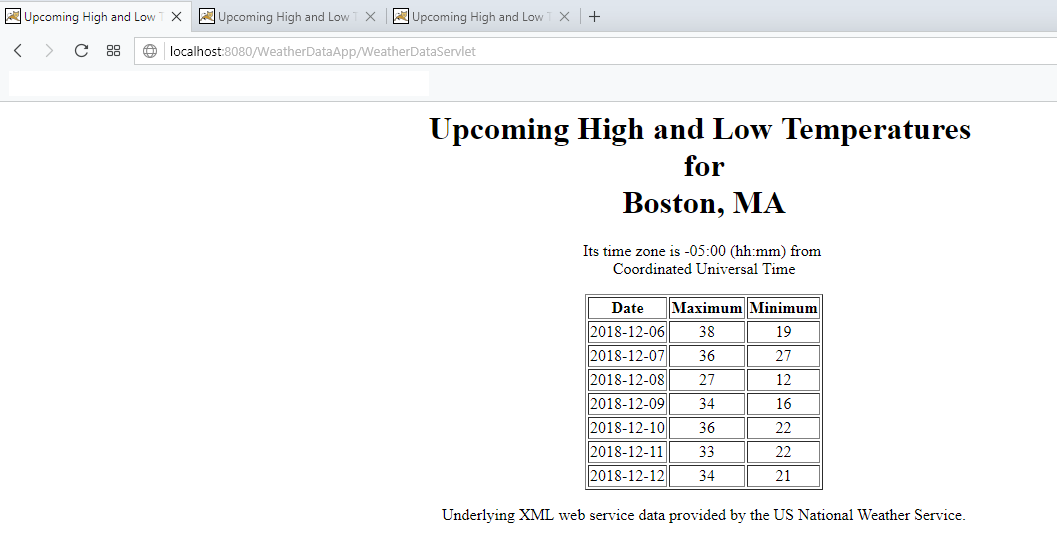 Upcoming High and Low T Upcoming High and Low T Upcoming High and Low T
localhost:8080/WeatherDataApp/WeatherDataServlet
Upcoming High and Low Temperatures
for
Boston, MA
Its time zone is -05:00 (hh:mm) from
Coordinated Universal Time
Date Maximum Minimum
2018-12-06 38 19
2018-12-07 36 27
2018-12-08 27 12
2018-12-09 34 16
2018-12-10 36 22
2018-12-11 33 22
2018-12-12 34 21
Underlying XML web service data provided by the US National Weather Service.